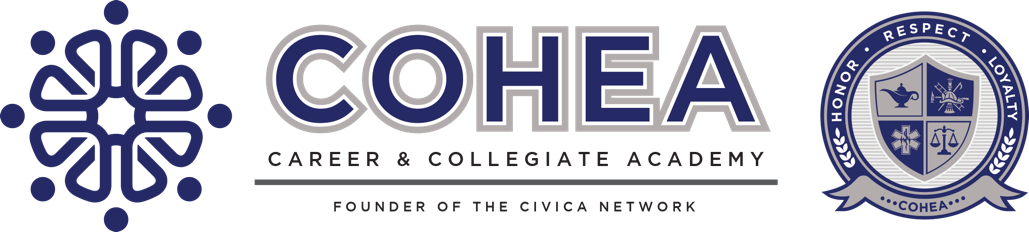 COHEA
CAREER & COLLEGIATE ACADEMY
FOUNDER OF THE CIVICA NETWORK
HONOR • RESPECT • LOYALTY
•••COHEA•••